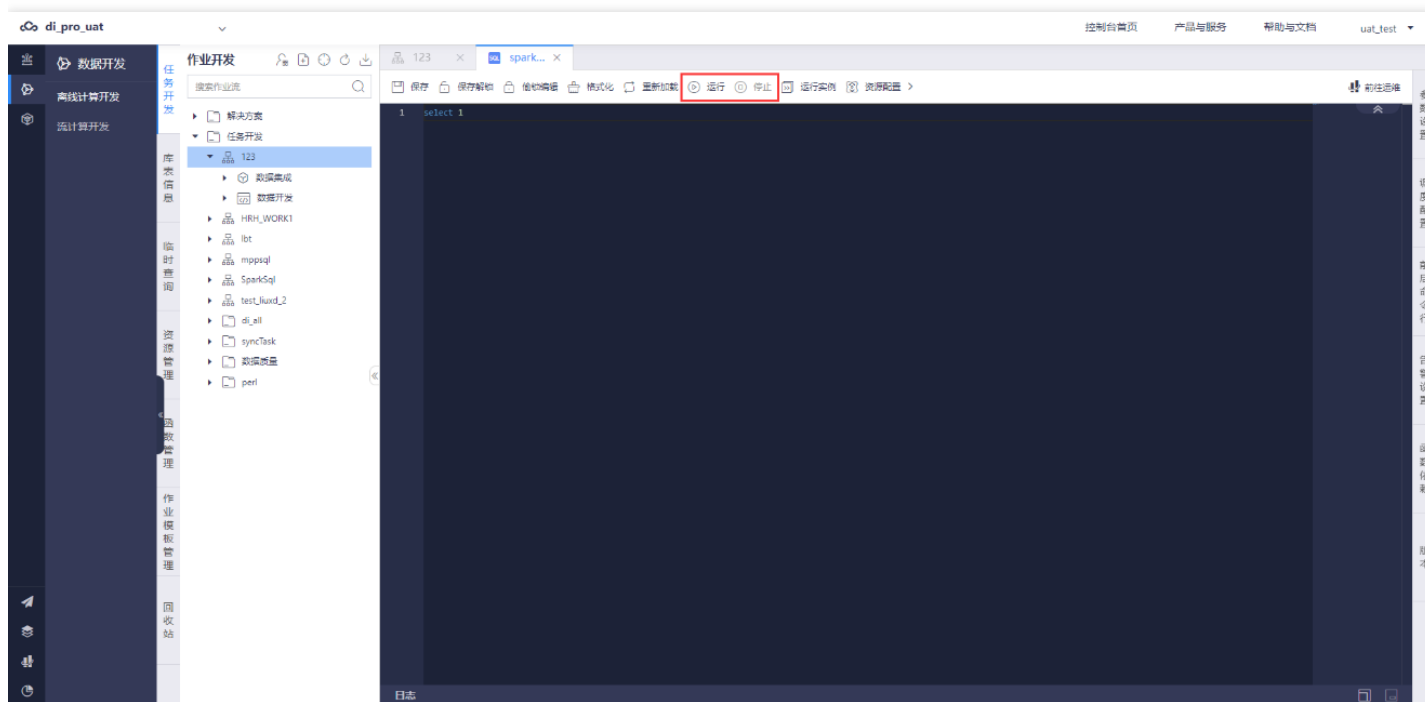 di_pro_uat
控制台首页 产品与服务 帮助与文档 uat_test
数据开发
离线计算开发
流计算开发
任务开发
库表信息
临时查询
资源管理
函数管理
作业模板管理
回收站
作业开发
搜索作业流
解决方案
任务开发
123
数据集成
数据开发
HRH_WORK1
lbt
mppsql
SparkSql
test_liuxd_2
di_all
syncTask
数据质量
perl
123 × spark... ×
保存 保存解锁 偷锁编辑 格式化 重新加载 运行 停止 运行实例 资源配置 >
前往运维
1 select 1
日志